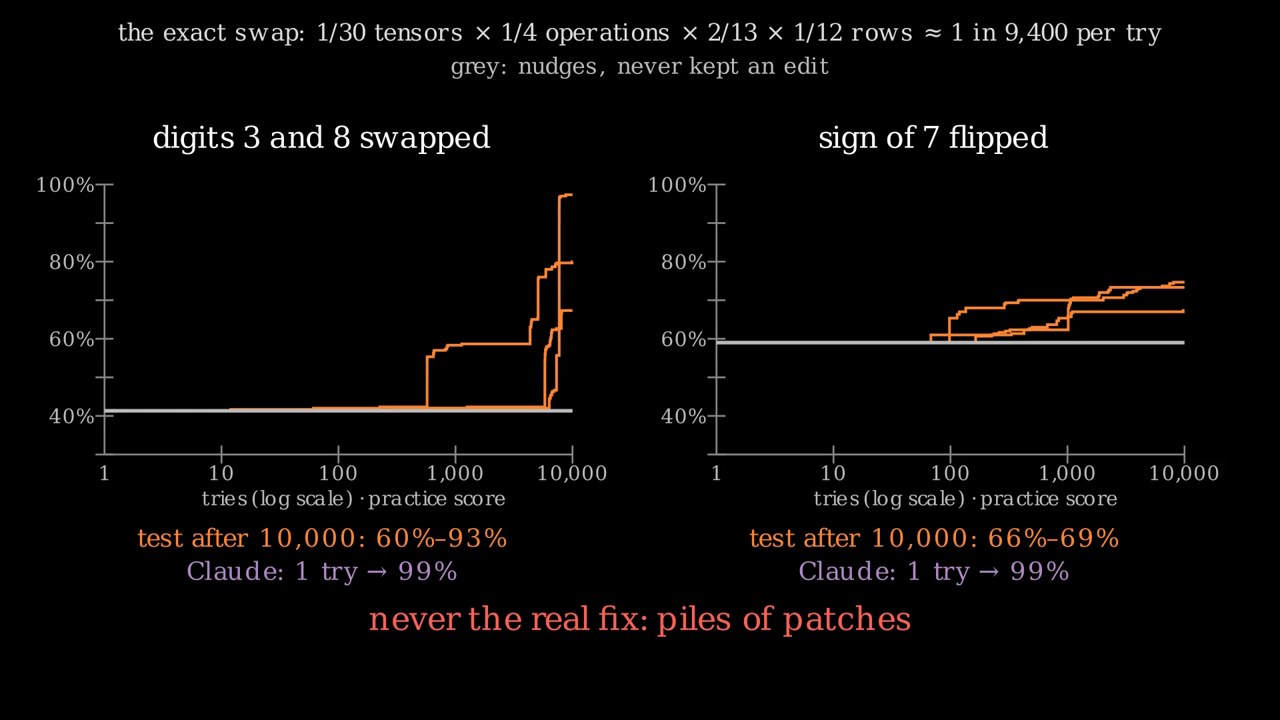 the exact swap: 1/30 tensors × 1/4 operations × 2/13 × 1/12 rows ≈ 1 in 9,400 per try
grey: nudges, never kept an edit
digits 3 and 8 swapped
100%
80%
60%
40%
1 10 100 1,000 10,000
tries (log scale) · practice score
test after 10,000: 60%–93%
Claude: 1 try → 99%
sign of 7 flipped
100%
80%
60%
40%
1 10 100 1,000 10,000
tries (log scale) · practice score
test after 10,000: 66%–69%
Claude: 1 try → 99%
never the real fix: piles of patches